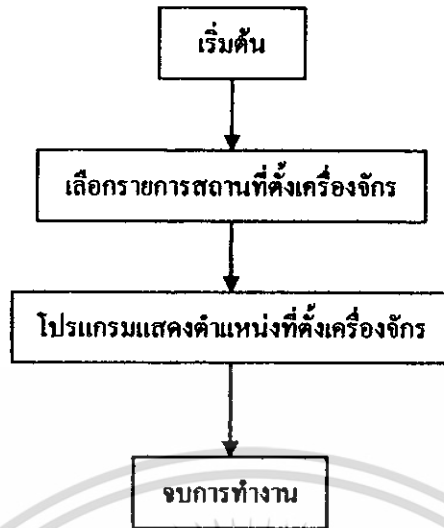 เริ่มต้น
เลือกรายการสถานที่ตั้งเครื่องจักร
โปรแกรมแสดงตำแหน่งที่ตั้งเครื่องจักร
จบการทำงาน